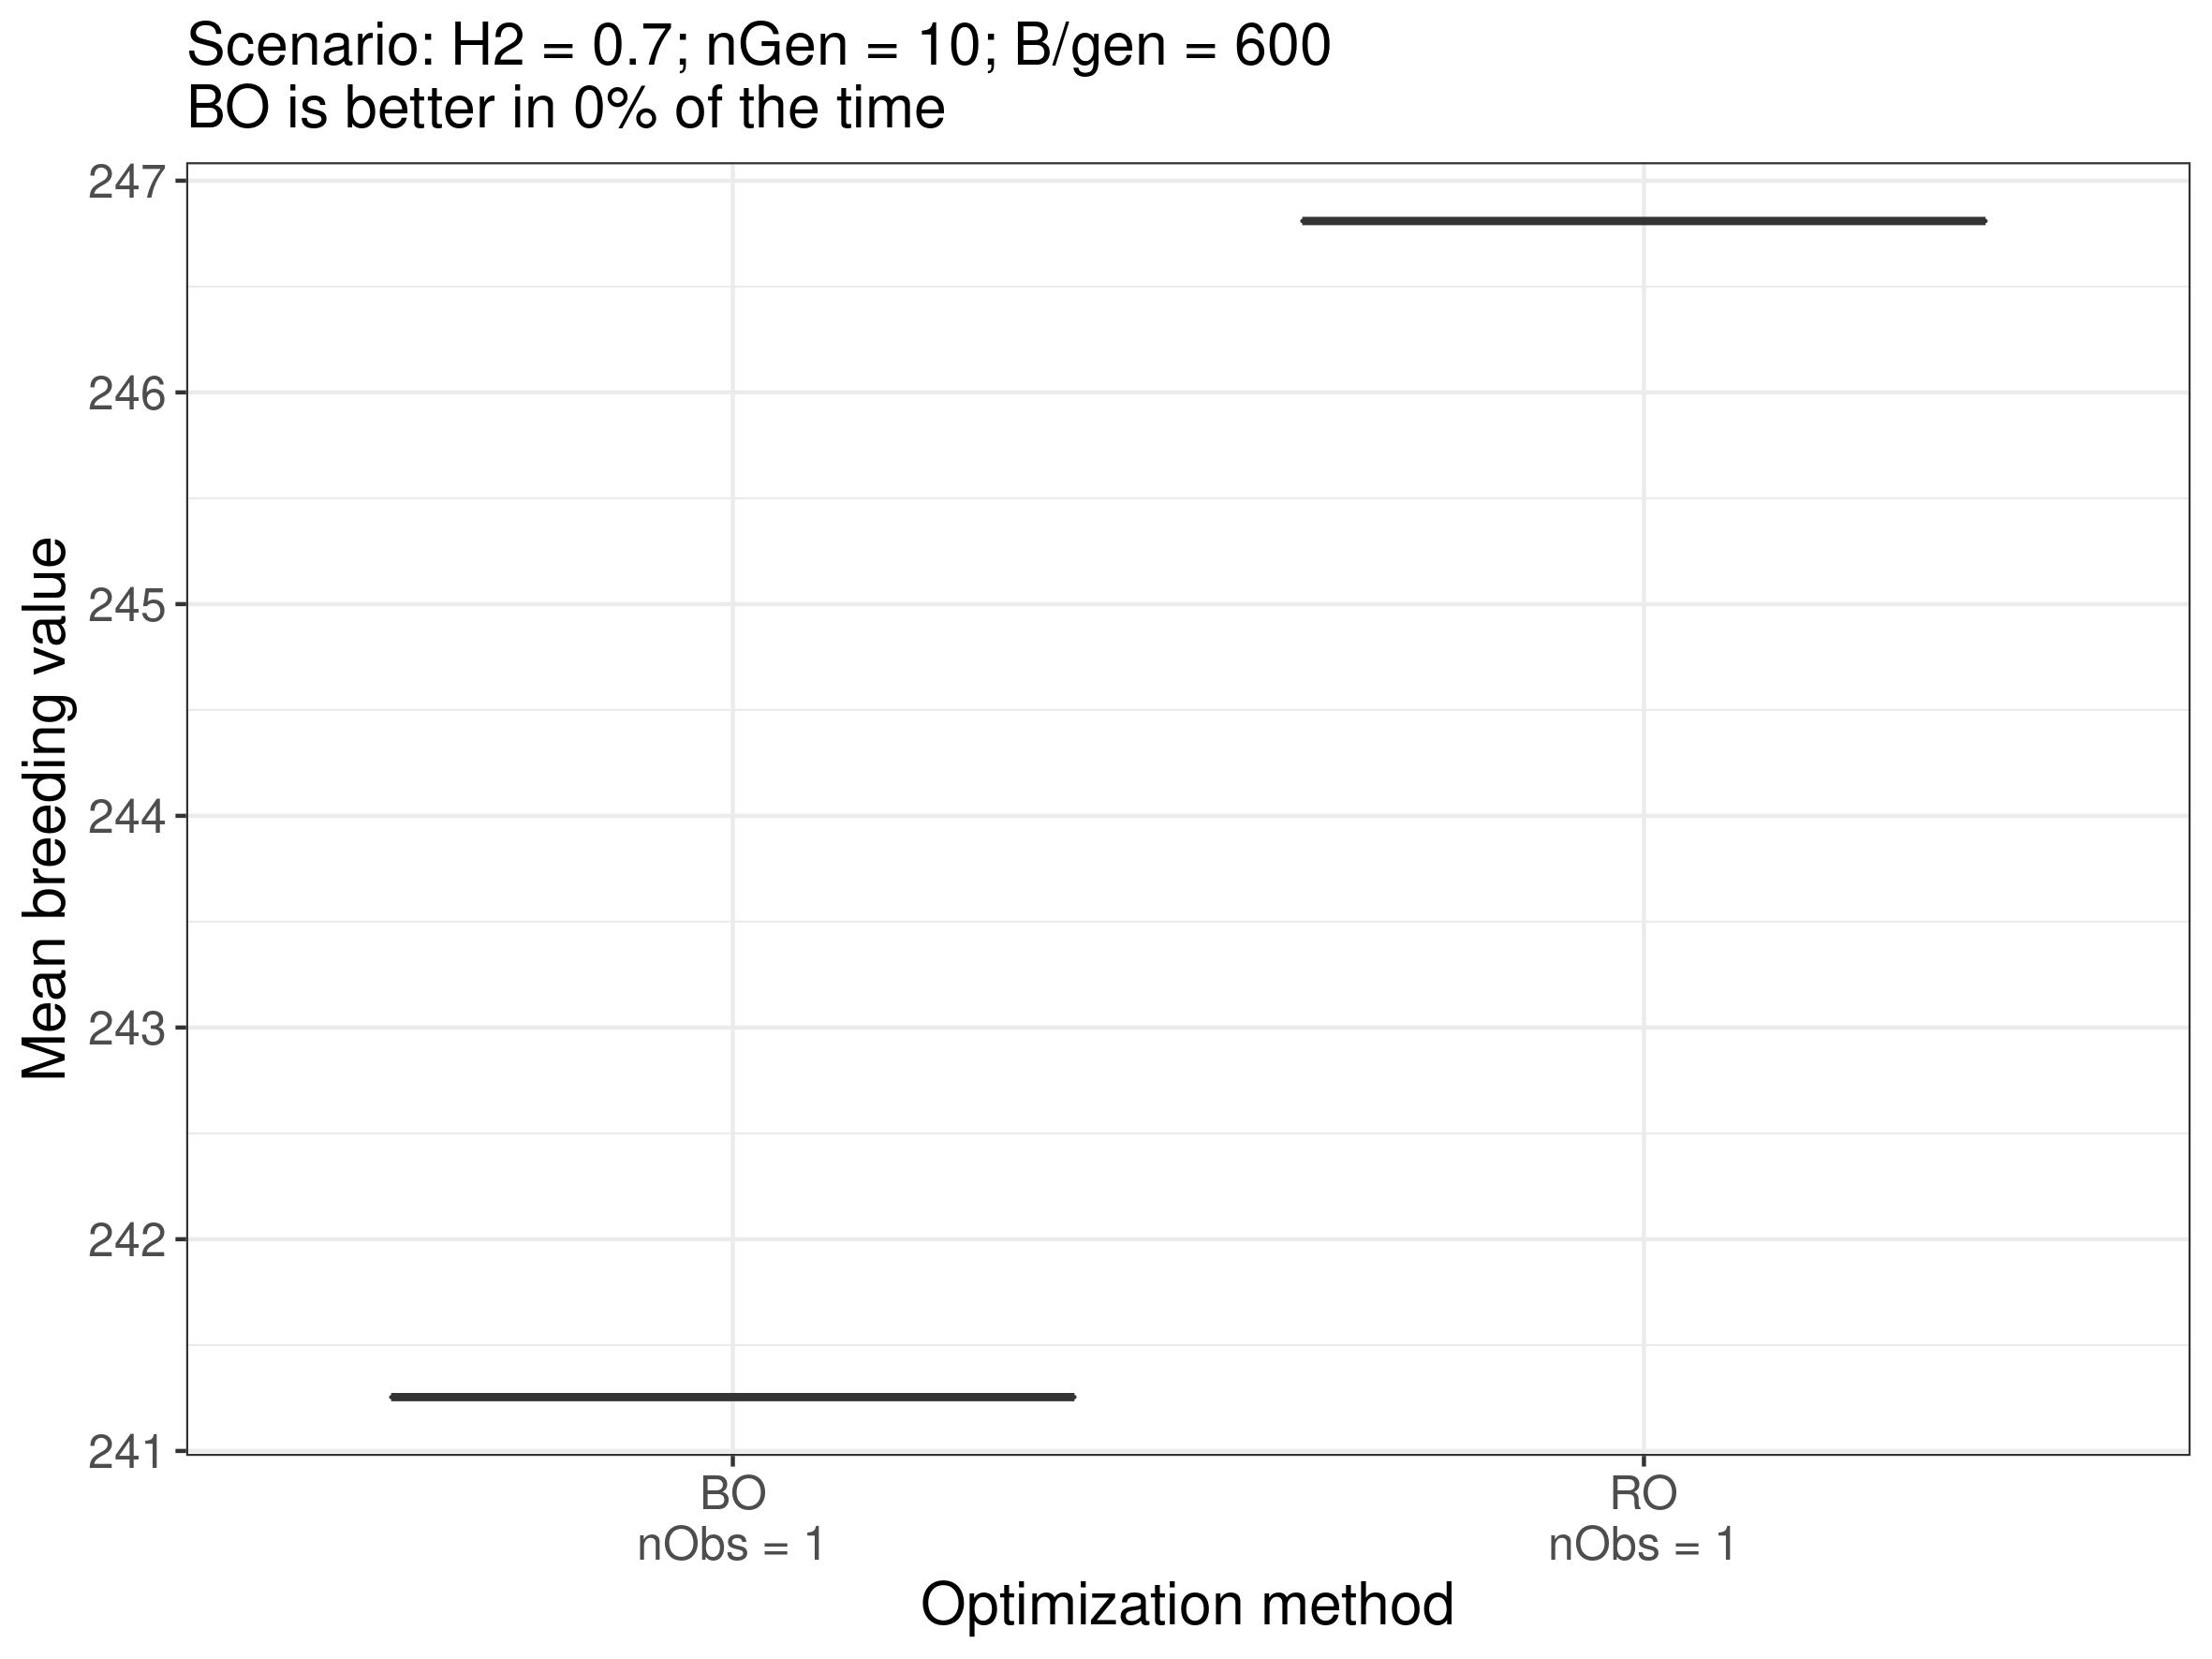 Scenario: H2 = 0.7; nGen = 10; B/gen = 600
BO is better in 0% of the time
247
246
245
244
243
242
241
Mean breeding value
BO
nObs = 1
RO
nObs = 1
Optimization method